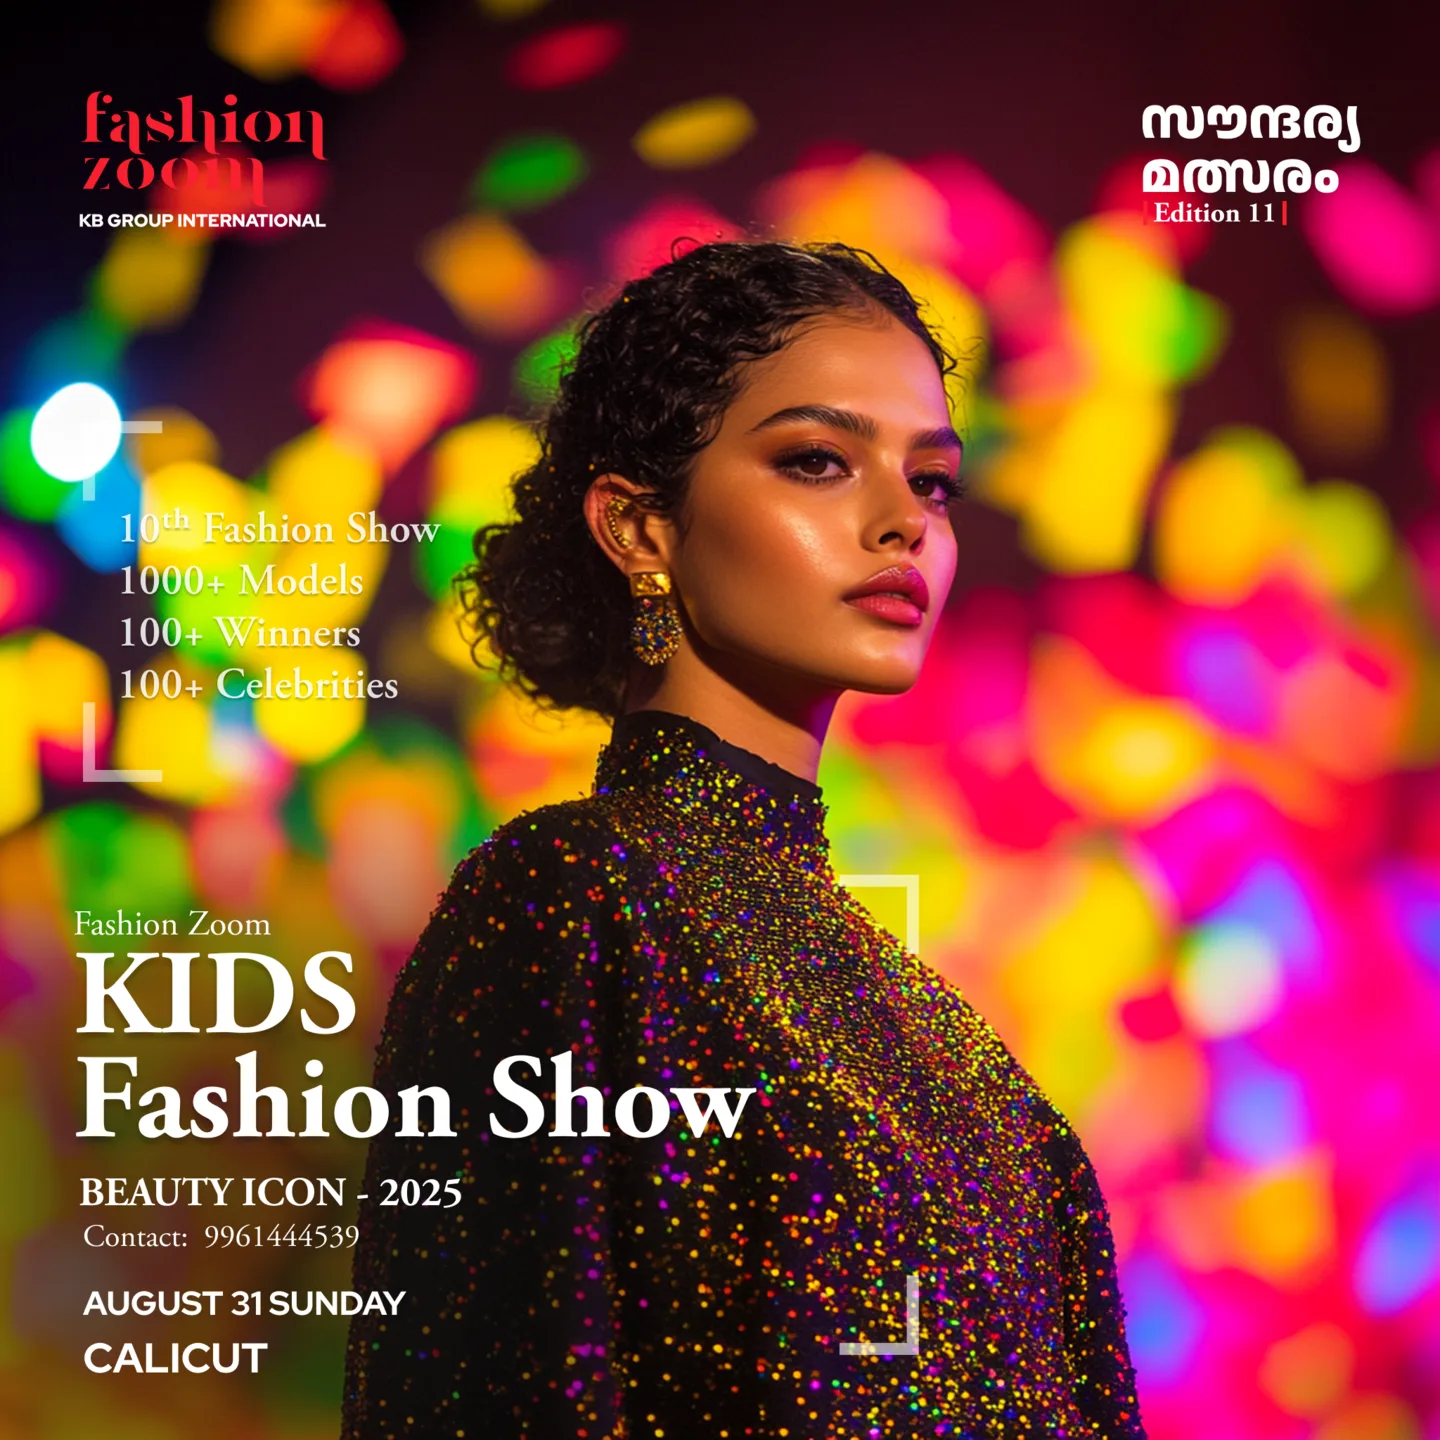 fashion
zoom
KB GROUP INTERNATIONAL
സൗന്ദര്യ
മത്സരം
Edition 11
10th Fashion Show
1000+ Models
100+ Winners
100+ Celebrities
Fashion Zoom
KIDS
Fashion Show
BEAUTY ICON - 2025
Contact: 9961444539
AUGUST 31 SUNDAY
CALICUT